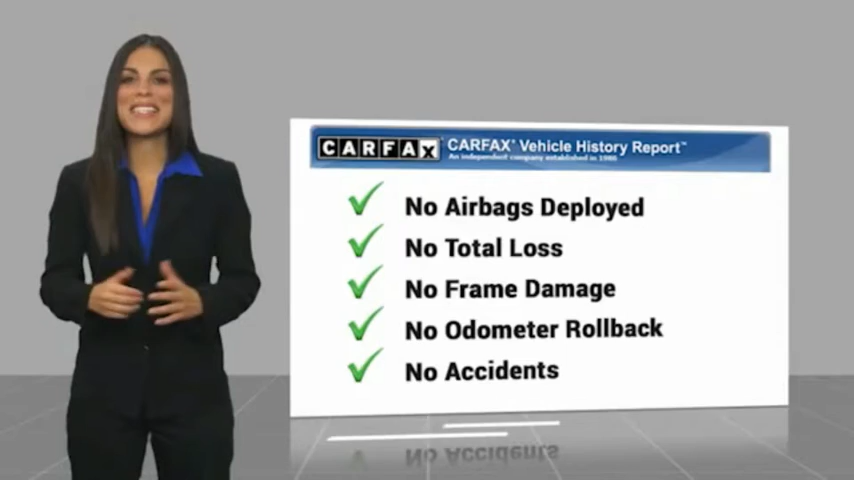 CARFAX CARFAX® Vehicle History Report™
An independent company established in 1986
No Airbags Deployed
No Total Loss
No Frame Damage
No Odometer Rollback
No Accidents
No Accidents